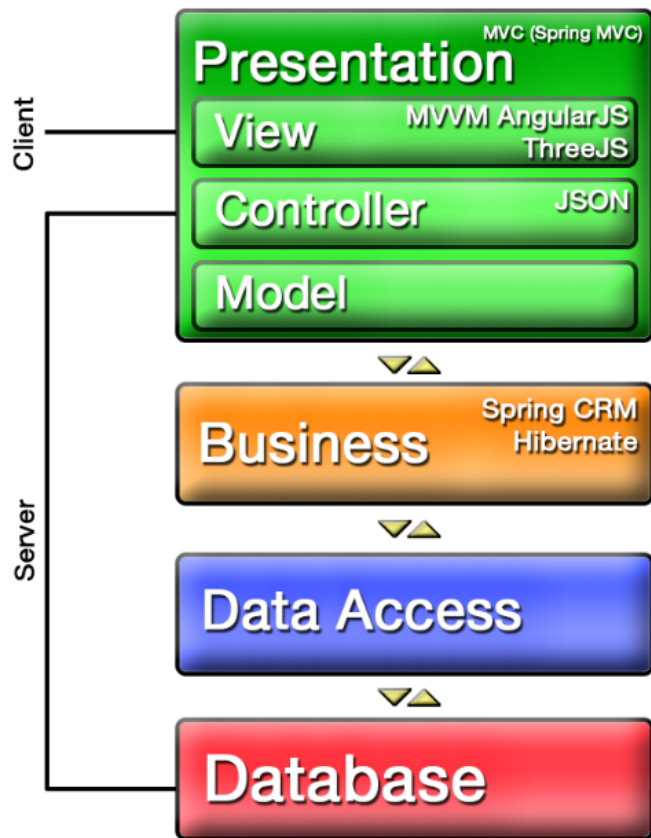 MVC (Spring MVC)
Presentation
View
MVVM AngularJS
ThreeJS
Controller
JSON
Model
Client
Business
Spring CRM
Hibernate
Server
Data Access
Database